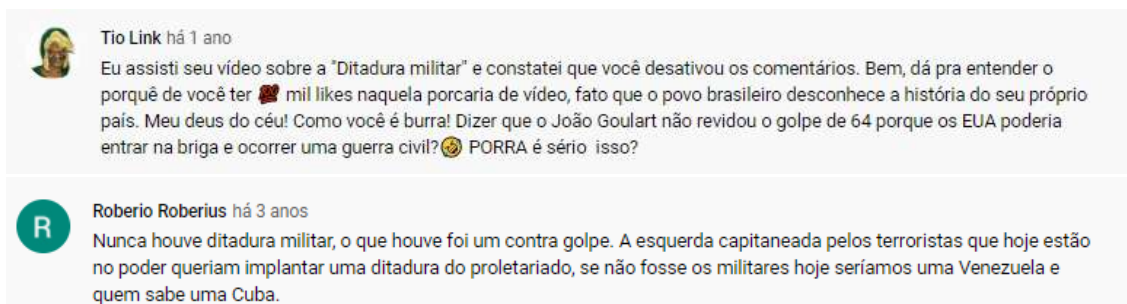 Tio Link há 1 ano
Eu assisti seu vídeo sobre a "Ditadura militar" e constatei que você desativou os comentários. Bem, dá pra entender o
porquê de você ter 💯 mil likes naquela porcaria de vídeo, fato que o povo brasileiro desconhece a história do seu próprio
país. Meu deus do céu! Como você é burra! Dizer que o João Goulart não revidou o golpe de 64 porque os EUA poderia
entrar na briga e ocorrer uma guerra civil?🤣 PORRA é sério isso?
R
Roberio Roberius há 3 anos
Nunca houve ditadura militar, o que houve foi um contra golpe. A esquerda capitaneada pelos terroristas que hoje estão
no poder queriam implantar uma ditadura do proletariado, se não fosse os militares hoje seríamos uma Venezuela e
quem sabe uma Cuba.